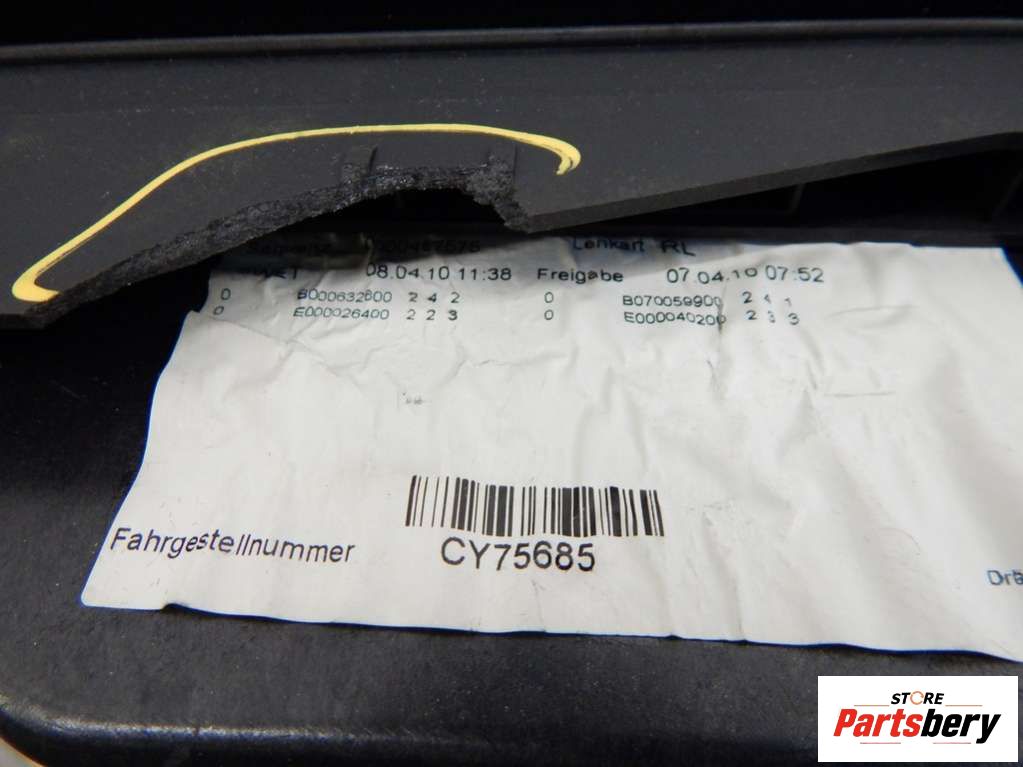 Lenkart RL
08.04.10 11:38 Freigabe 07.04.10 07:52
0 B000632600 2 4 2 0 B070059900 2 1 1
0 E000026400 2 2 3 0 E000040200 2 3 3
Fahrgestellnummer CY75685
Drä
STORE
Partsbery